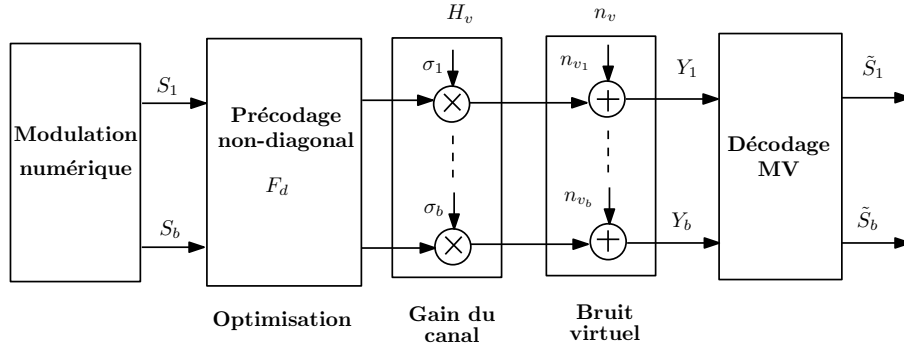 H_v
n_v
Modulation
numérique
S_1
S_b
Précodage
non-diagonal
F_d
σ_1
σ_b
n_{v_1}
n_{v_b}
Y_1
Y_b
Décodage
MV
S̃_1
S̃_b
Optimisation
Gain du
canal
Bruit
virtuel